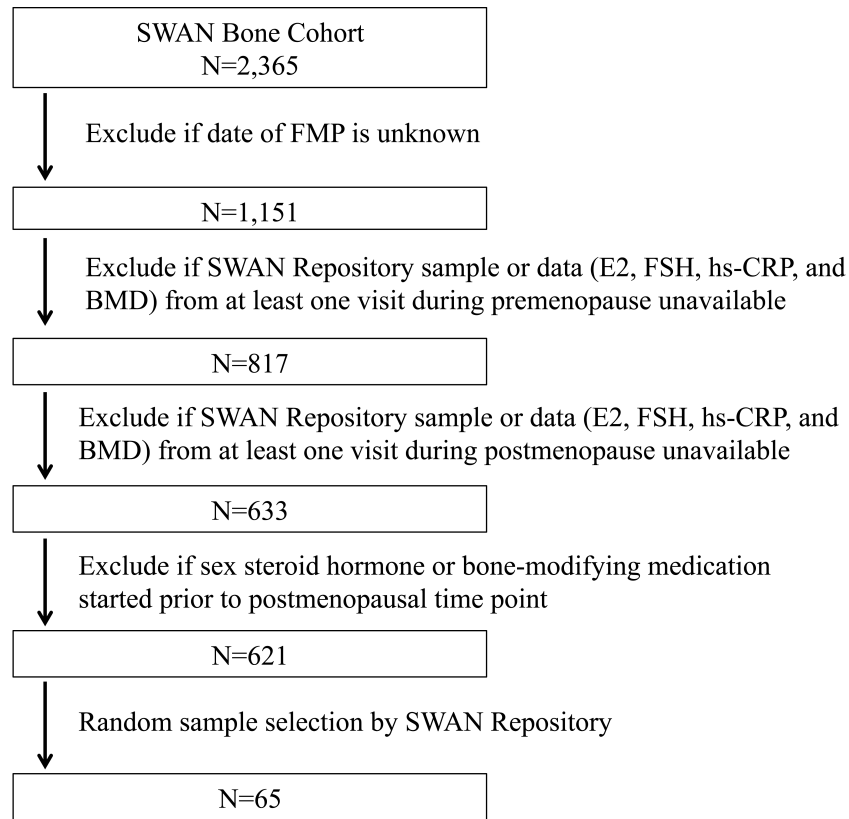 SWAN Bone Cohort
N=2,365
Exclude if date of FMP is unknown
N=1,151
Exclude if SWAN Repository sample or data (E2, FSH, hs-CRP, and
BMD) from at least one visit during premenopause unavailable
N=817
Exclude if SWAN Repository sample or data (E2, FSH, hs-CRP, and
BMD) from at least one visit during postmenopause unavailable
N=633
Exclude if sex steroid hormone or bone-modifying medication
started prior to postmenopausal time point
N=621
Random sample selection by SWAN Repository
N=65